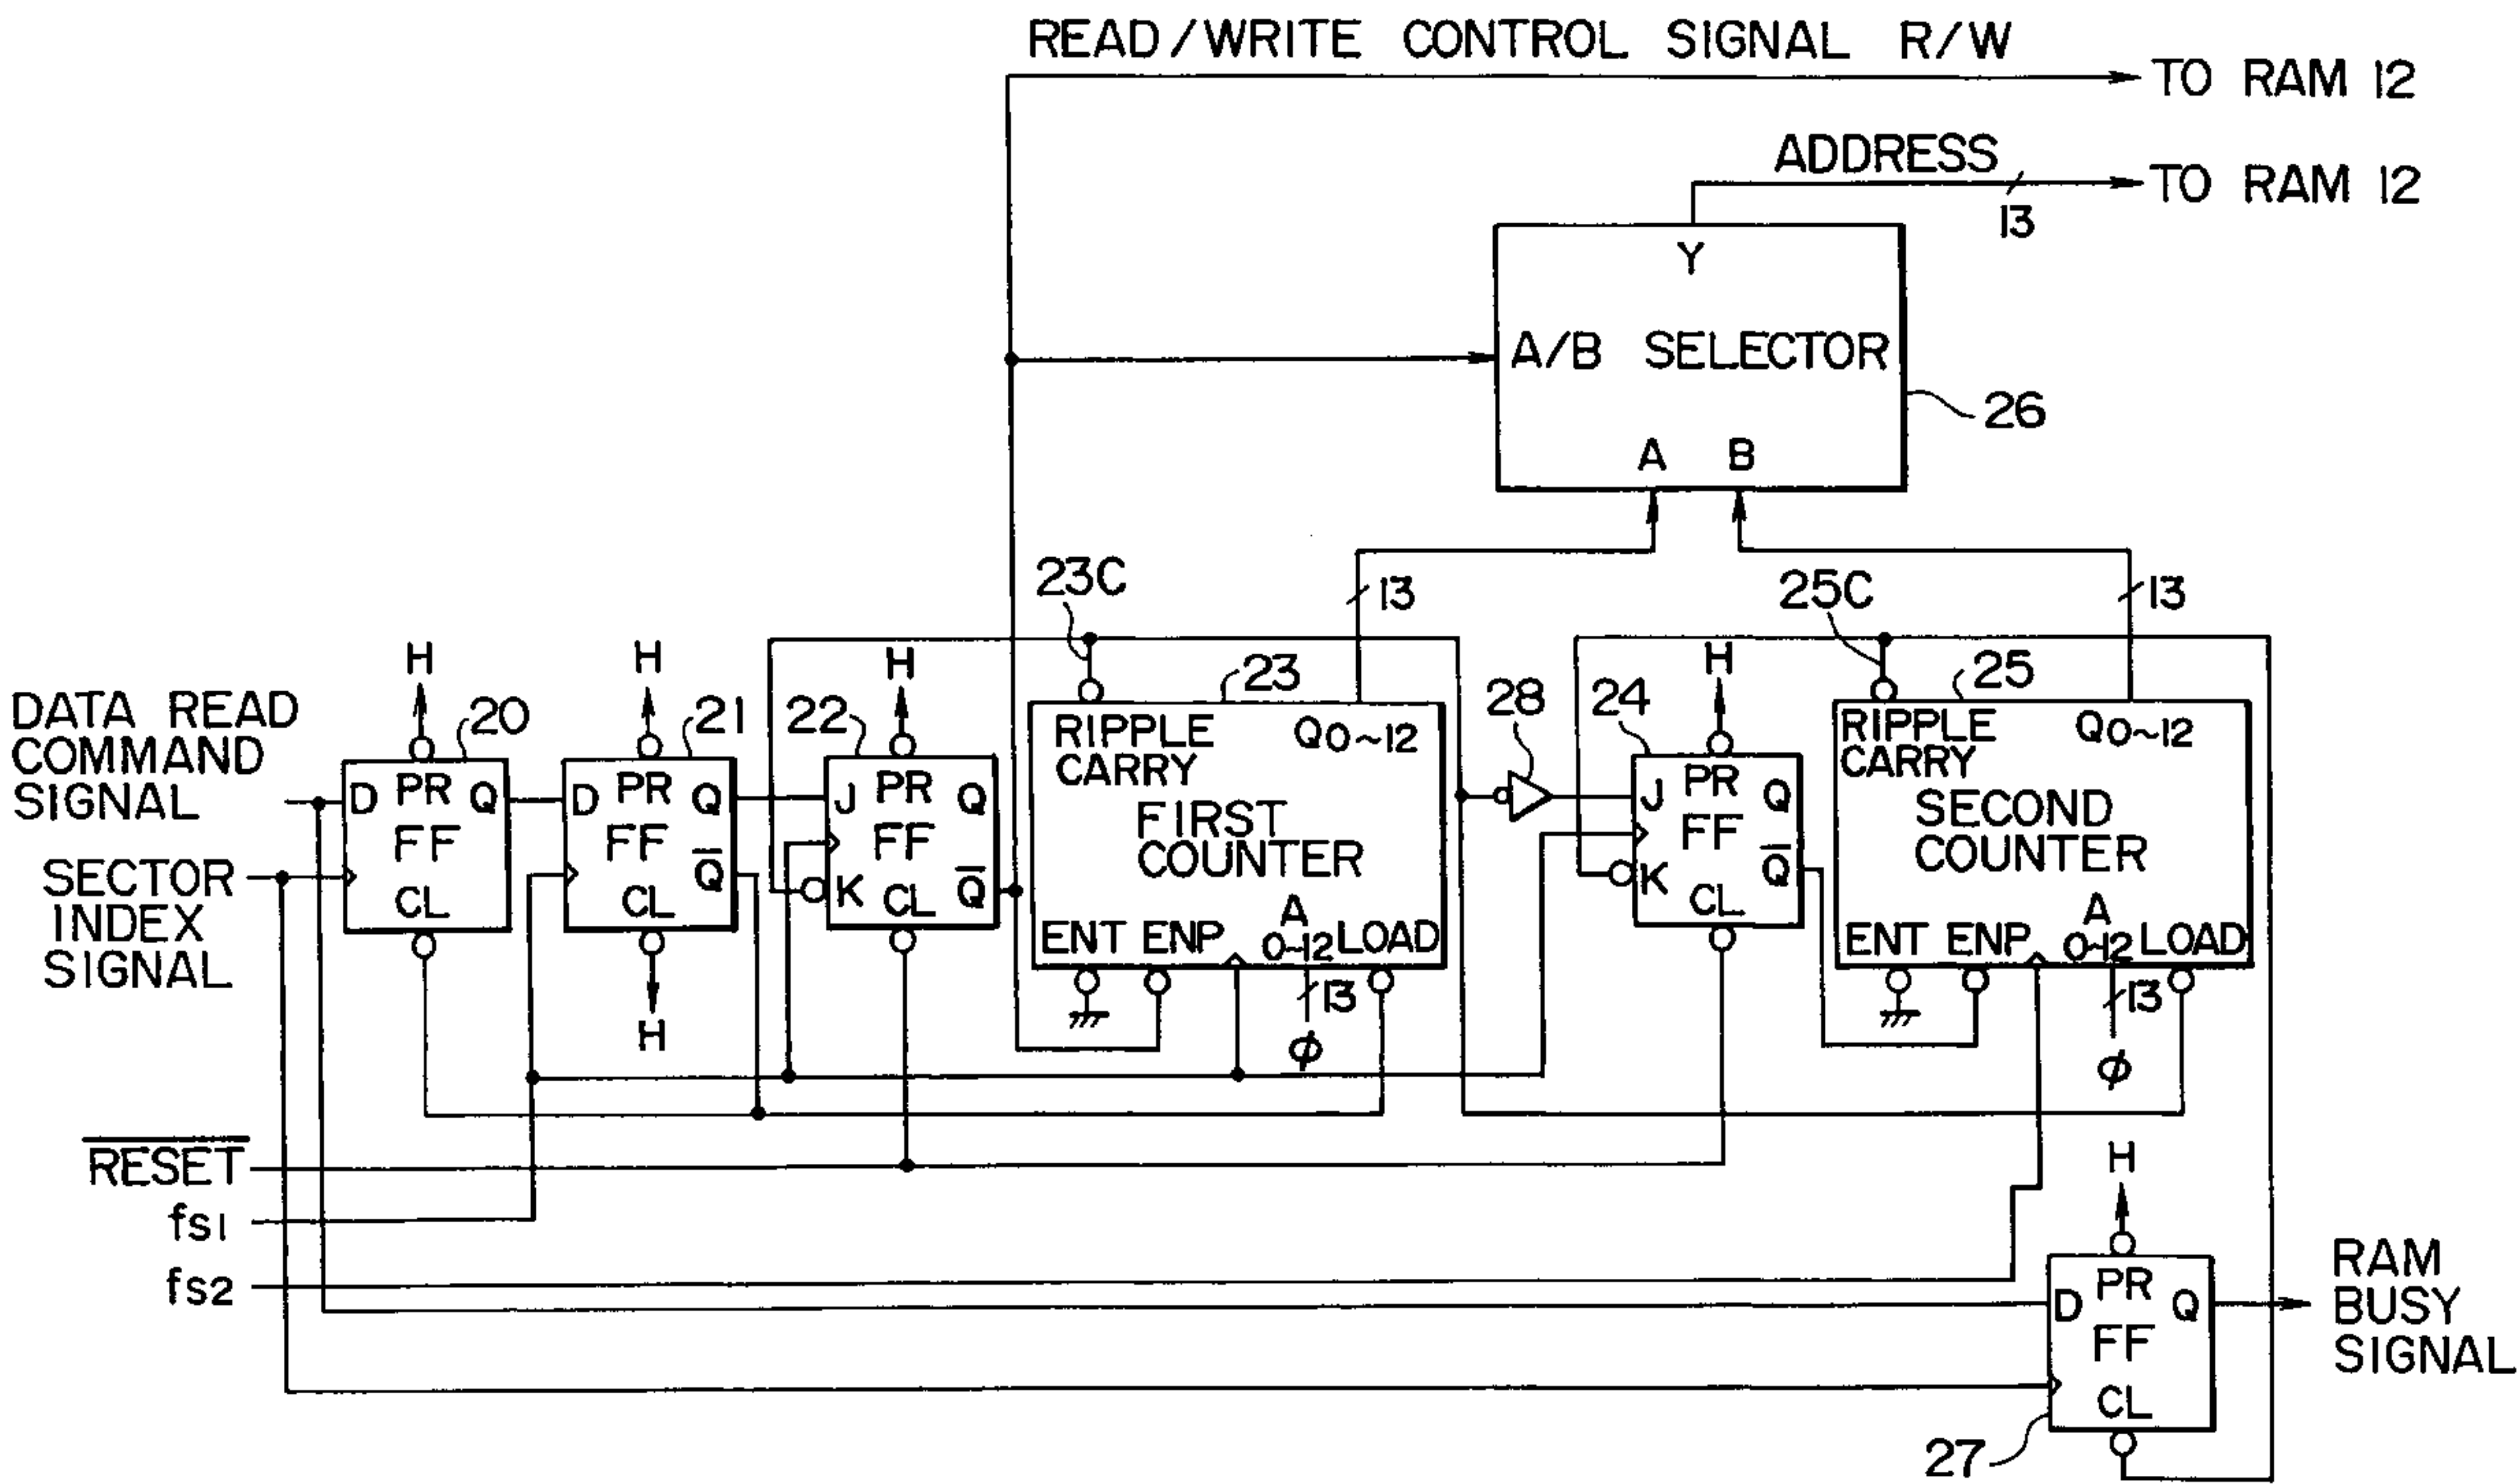 READ/WRITE CONTROL SIGNAL R/W
TO RAM 12
ADDRESS
TO RAM 12
13
Y
A/B SELECTOR
26
A B
23C
13
25C
13
H
H
H
H
23
25
28
24
20
21
22
DATA READ
COMMAND
SIGNAL
D PR Q
FF
CL
D PR Q
FF
Q̅
CL
H
J PR Q
FF
K CL Q̅
RIPPLE
CARRY
Q0~12
FIRST
COUNTER
A
ENT ENP 0~12 LOAD
13
ϕ
J PR Q
FF
Q̅
K CL
RIPPLE
CARRY
Q0~12
SECOND
COUNTER
A
ENT ENP 0~12 LOAD
13
ϕ
SECTOR
INDEX
SIGNAL
R̅E̅S̅E̅T̅
fs1
fs2
H
D PR Q
FF
CL
27
RAM
BUSY
SIGNAL